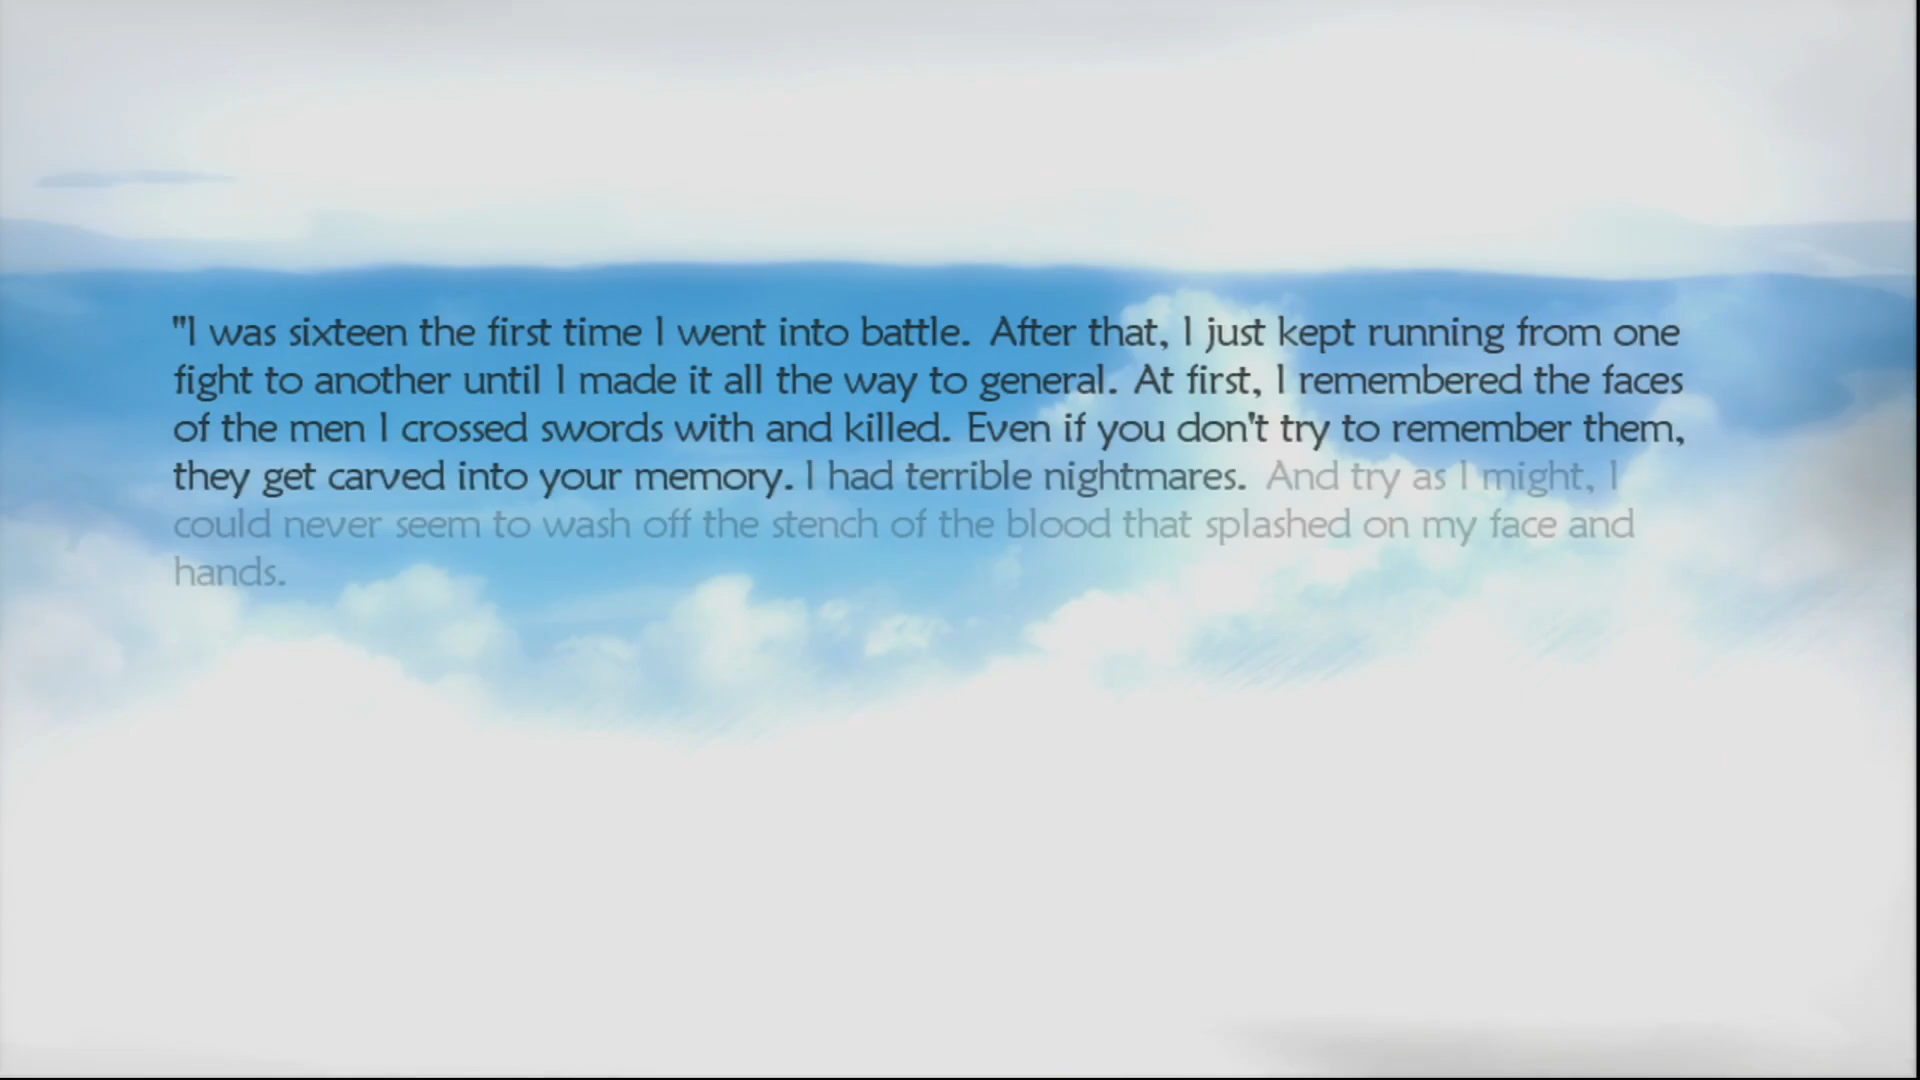 "I was sixteen the first time I went into battle. After that, I just kept running from one
fight to another until I made it all the way to general. At first, I remembered the faces
of the men I crossed swords with and killed. Even if you don't try to remember them,
they get carved into your memory. I had terrible nightmares. And try as I might, I
could never seem to wash off the stench of the blood that splashed on my face and
hands.